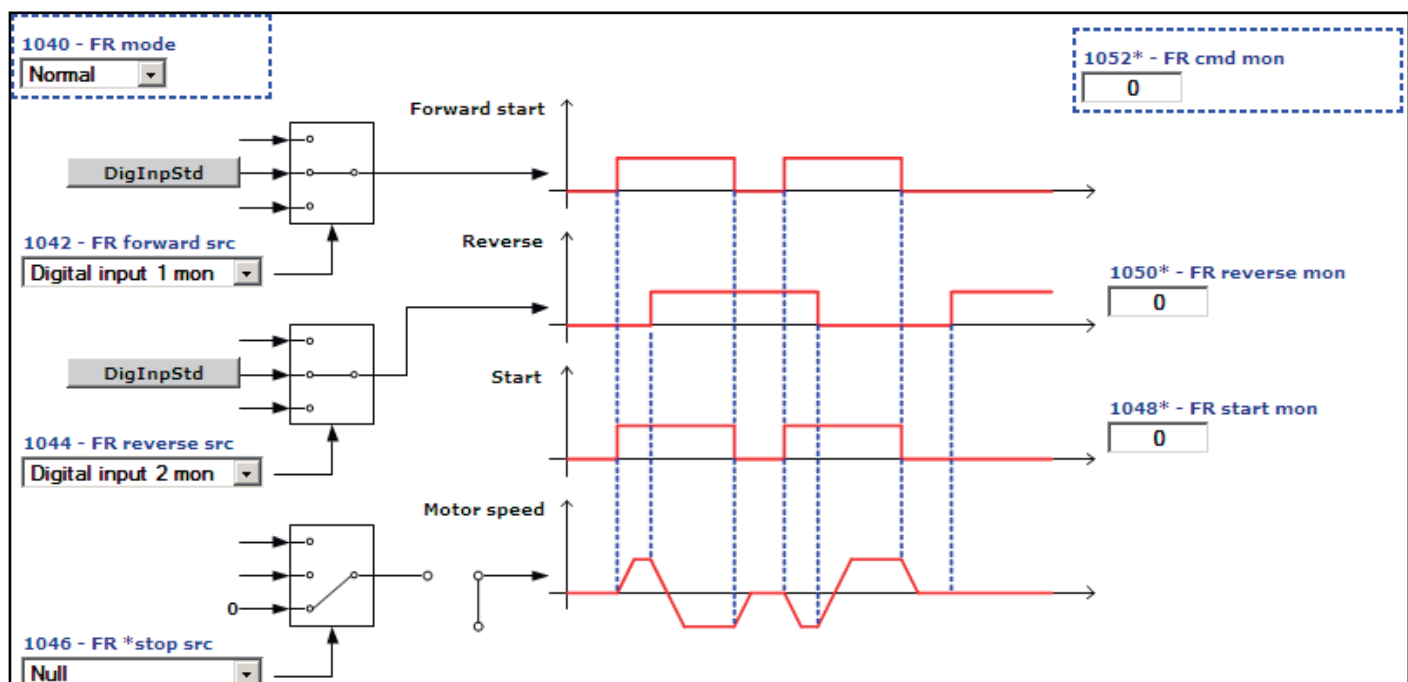 1040 - FR mode
Normal
1052* - FR cmd mon
0
Forward start
DigInpStd
1042 - FR forward src
Digital input 1 mon
Reverse
1050* - FR reverse mon
0
DigInpStd
Start
1048* - FR start mon
0
1044 - FR reverse src
Digital input 2 mon
Motor speed
0
1046 - FR *stop src
Null